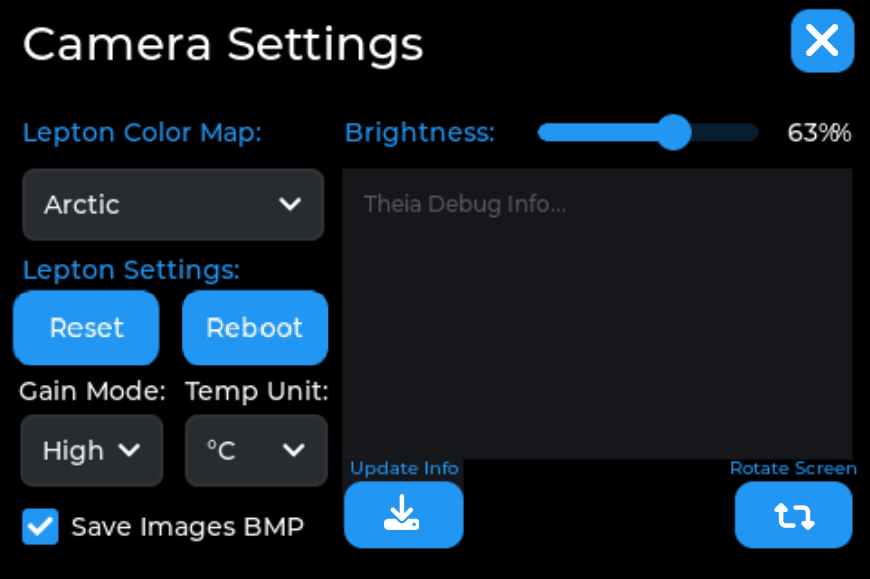 Camera Settings
Lepton Color Map:
Brightness:
63%%
Arctic
Theia Debug Info...
Lepton Settings:
Reset
Reboot
Gain Mode:
Temp Unit:
High
°C
Update Info
Rotate Screen
Save Images BMP